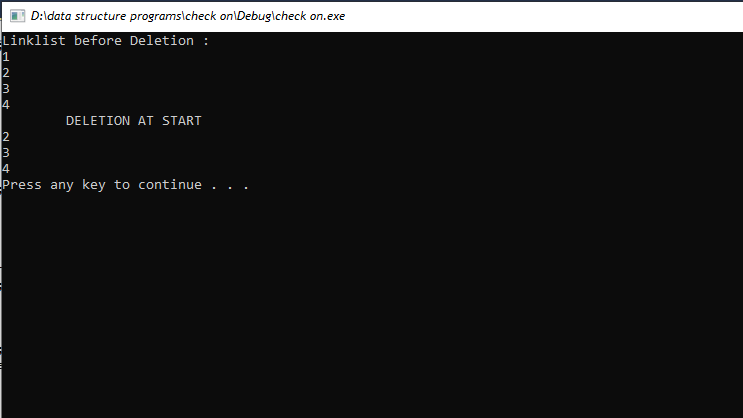 D:\data structure programs\check on\Debug\check on.exe
Linklist before Deletion :
1
2
3
4
        DELETION AT START
2
3
4
Press any key to continue . . .